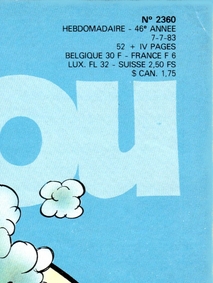 Nº 2360
HEBDOMADAIRE - 46e ANNEE
7-7-83
52 + IV PAGES
BELGIQUE 30 F - FRANCE F 6
LUX. FL 32 - SUISSE 2,50 FS
$ CAN. 1,75
ou